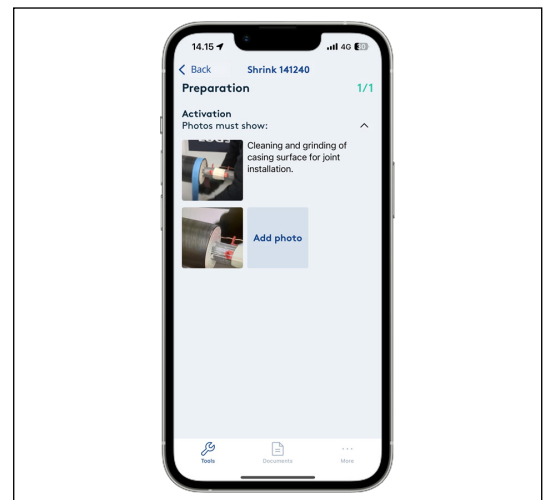 14.15
4G 80
Back
Shrink 141240
Preparation
1/1
Activation
Photos must show:
Cleaning and grinding of
casing surface for joint
installation.
Add photo
Tools
Documents
More